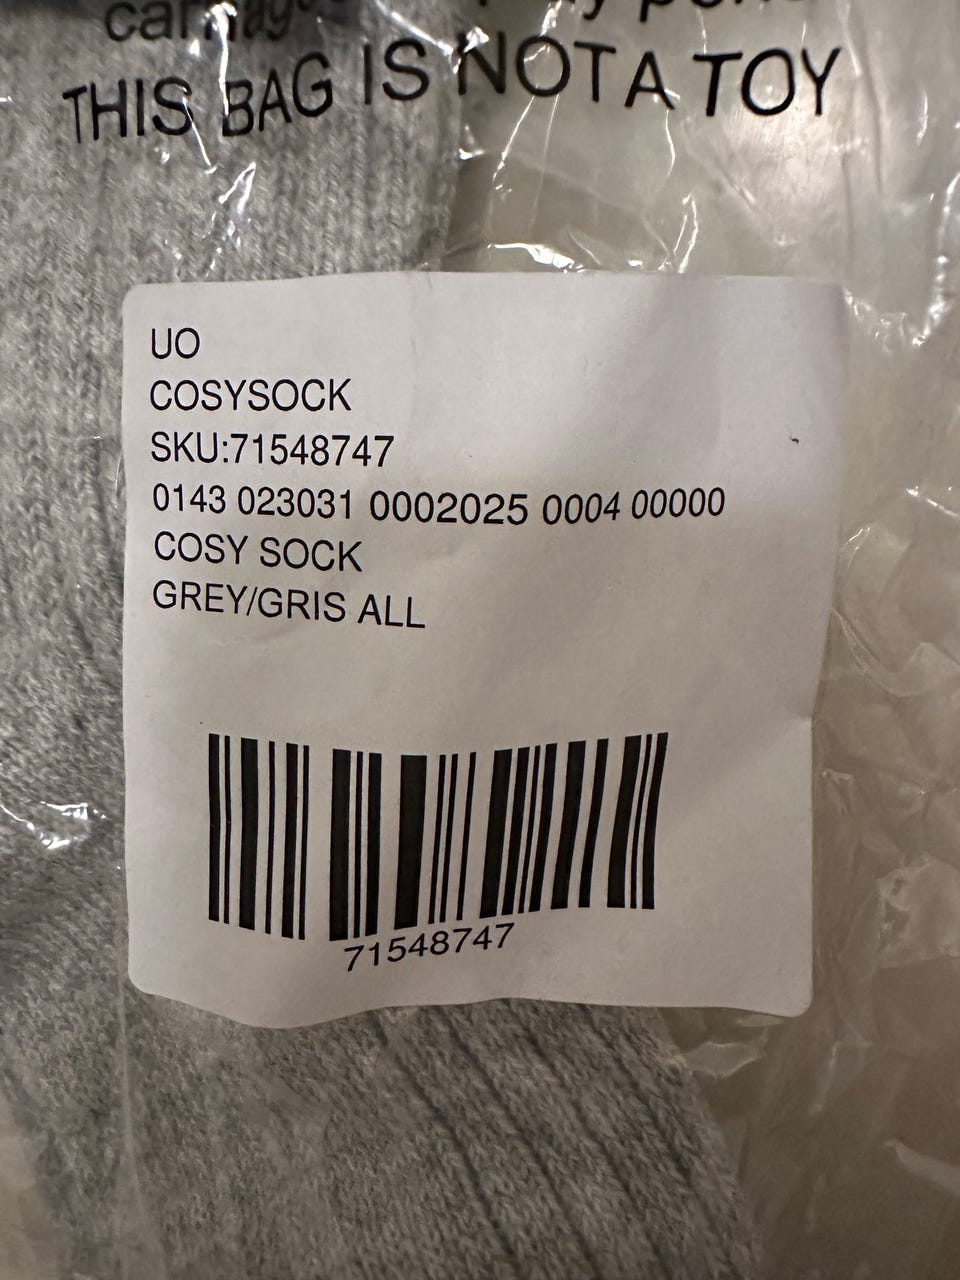 THIS BAG IS NOT A TOY
UO
COSYSOCK
SKU:71548747
0143 023031 0002025 0004 00000
COSY SOCK
GREY/GRIS ALL
71548747